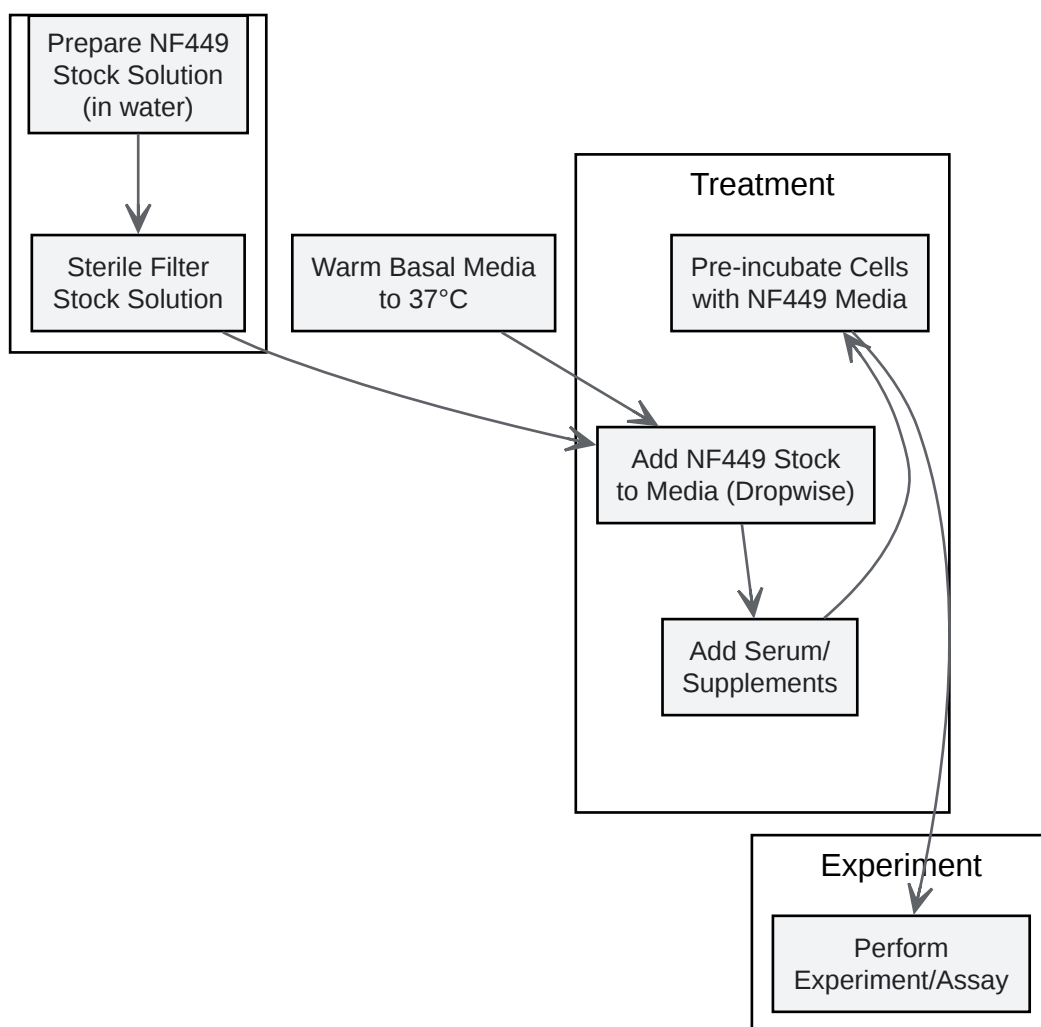 Prepare NF449
Stock Solution
(in water)
Treatment
Sterile Filter
Stock Solution
Warm Basal Media
to 37°C
Pre-incubate Cells
with NF449 Media
Add NF449 Stock
to Media (Dropwise)
Add Serum/
Supplements
Experiment
Perform
Experiment/Assay